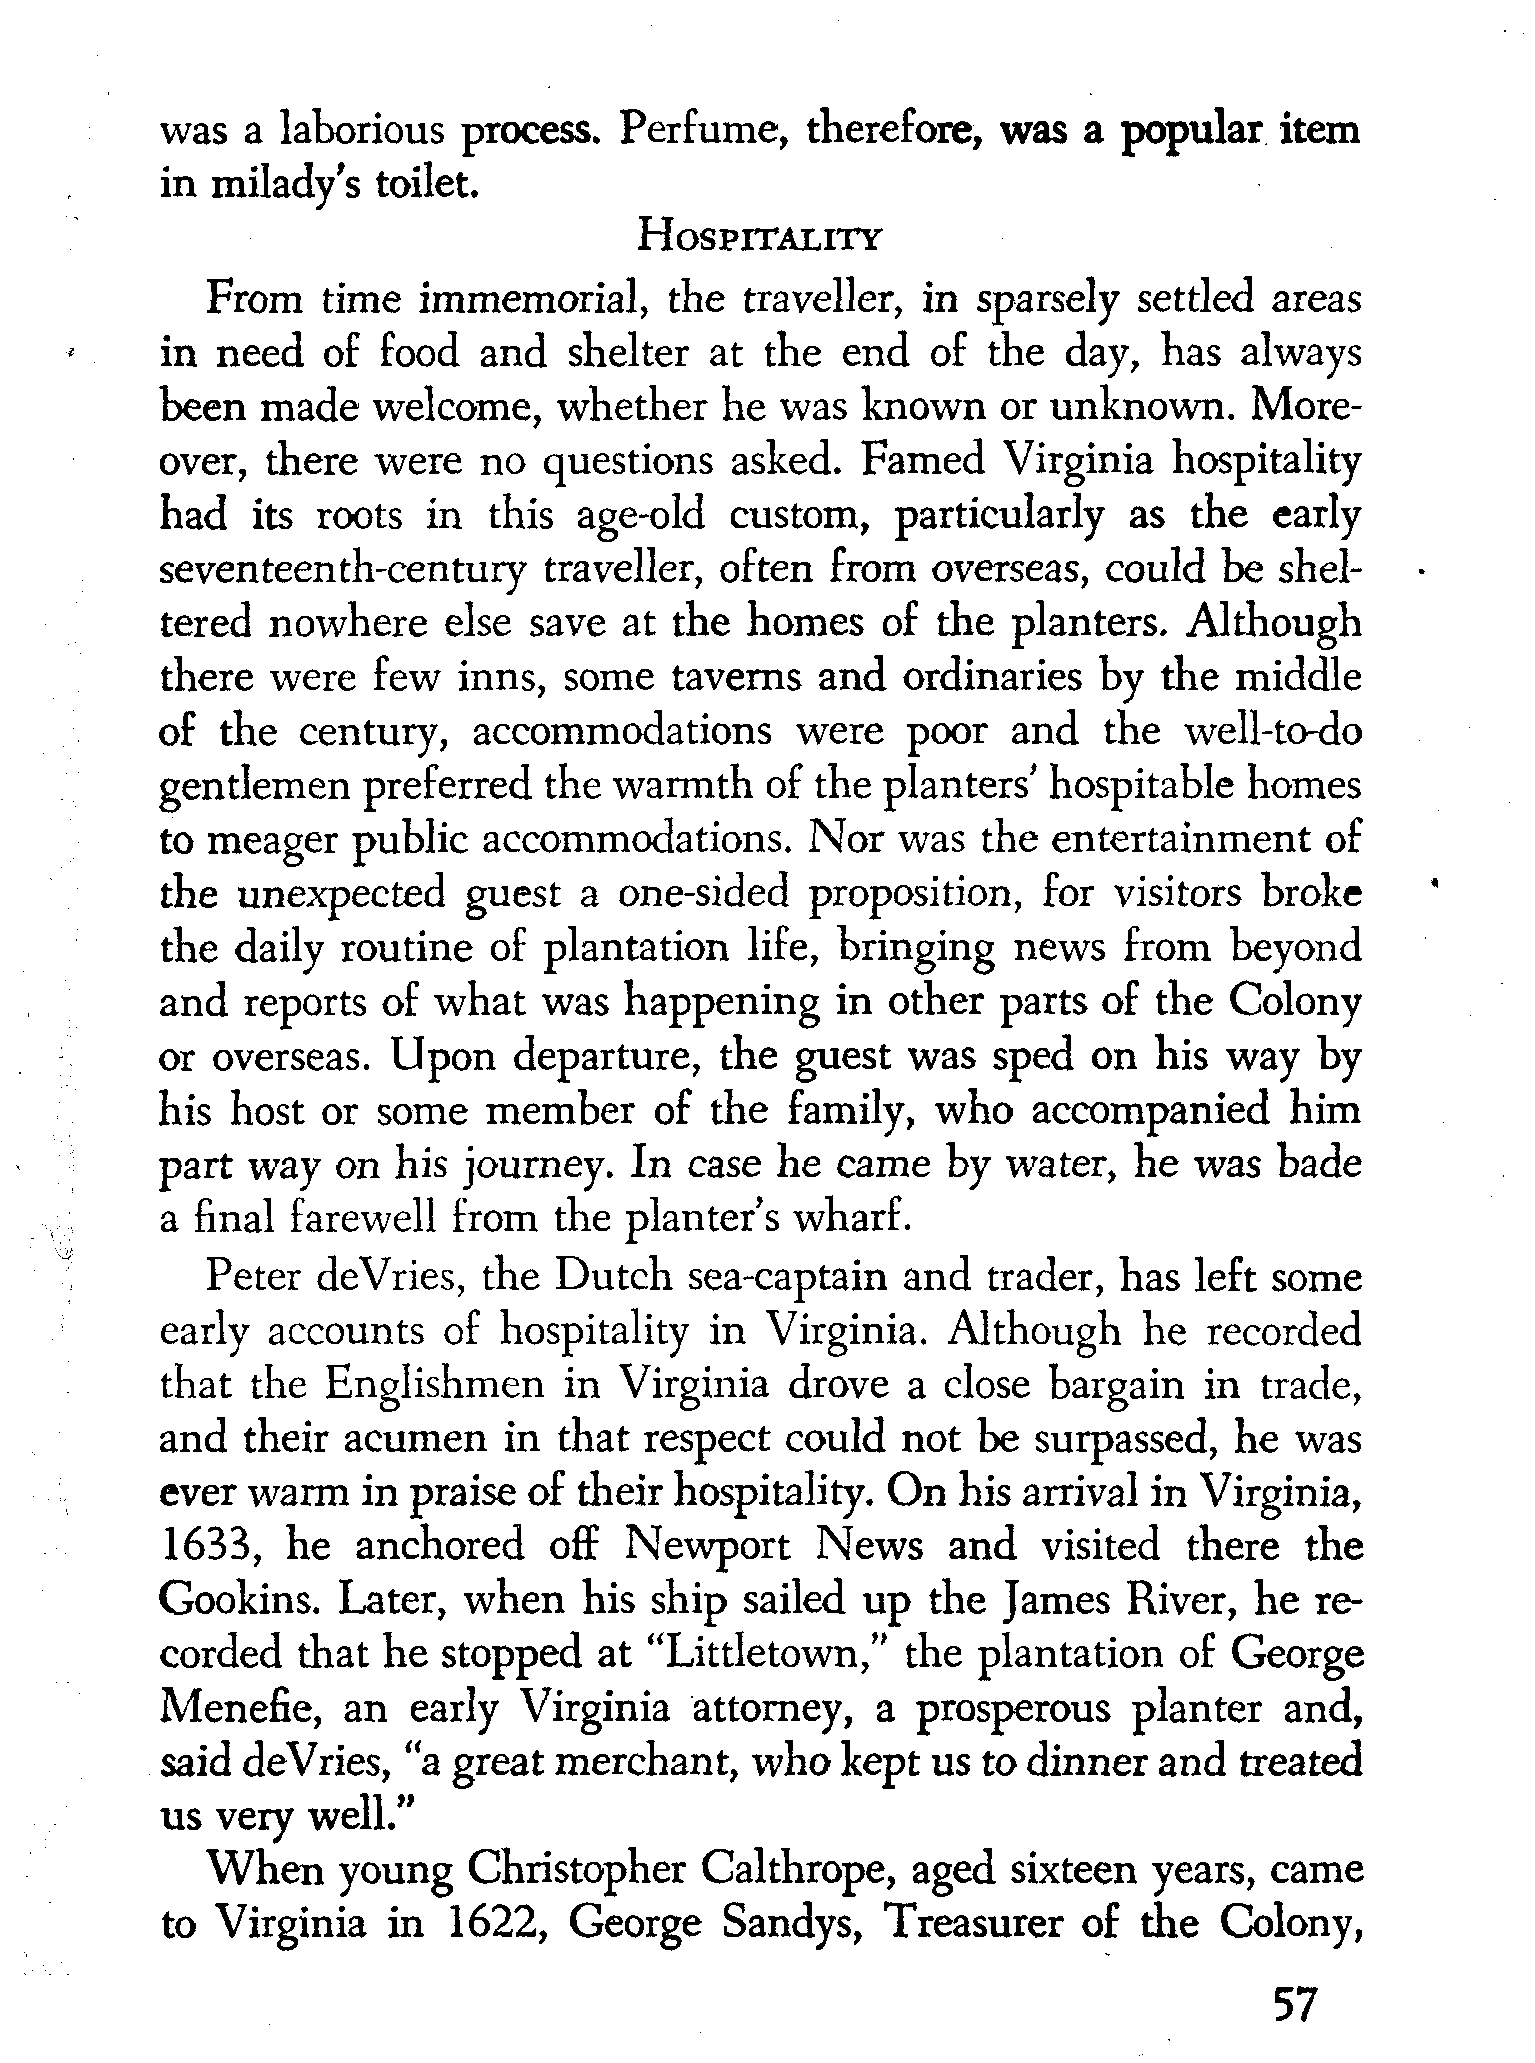 was a laborious process. Perfume, therefore, was a popular item
in milady's toilet.
HOSPITALITY
From time immemorial, the traveller, in sparsely settled areas
in need of food and shelter at the end of the day, has always
been made welcome, whether he was known or unknown. More-
over, there were no questions asked. Famed Virginia hospitality
had its roots in this age-old custom, particularly as the early
seventeenth-century traveller, often from overseas, could be shel-
tered nowhere else save at the homes of the planters. Although
there were few inns, some taverns and ordinaries by the middle
of the century, accommodations were poor and the well-to-do
gentlemen preferred the warmth of the planters' hospitable homes
to meager public accommodations. Nor was the entertainment of
the unexpected guest a one-sided proposition, for visitors broke
the daily routine of plantation life, bringing news from beyond
and reports of what was happening in other parts of the Colony
or overseas. Upon departure, the guest was sped on his way by
his host or some member of the family, who accompanied him
part way on his journey. In case he came by water, he was bade
a final farewell from the planter's wharf.
Peter deVries, the Dutch sea-captain and trader, has left some
early accounts of hospitality in Virginia. Although he recorded
that the Englishmen in Virginia drove a close bargain in trade,
and their acumen in that respect could not be surpassed, he was
ever warm in praise of their hospitality. On his arrival in Virginia,
1633, he anchored off Newport News and visited there the
Gookins. Later, when his ship sailed up the James River, he re-
corded that he stopped at "Littletown," the plantation of George
Menefie, an early Virginia attorney, a prosperous planter and,
said deVries, "a great merchant, who kept us to dinner and treated
us very well."
When young Christopher Calthrope, aged sixteen years, came
to Virginia in 1622, George Sandys, Treasurer of the Colony,
57